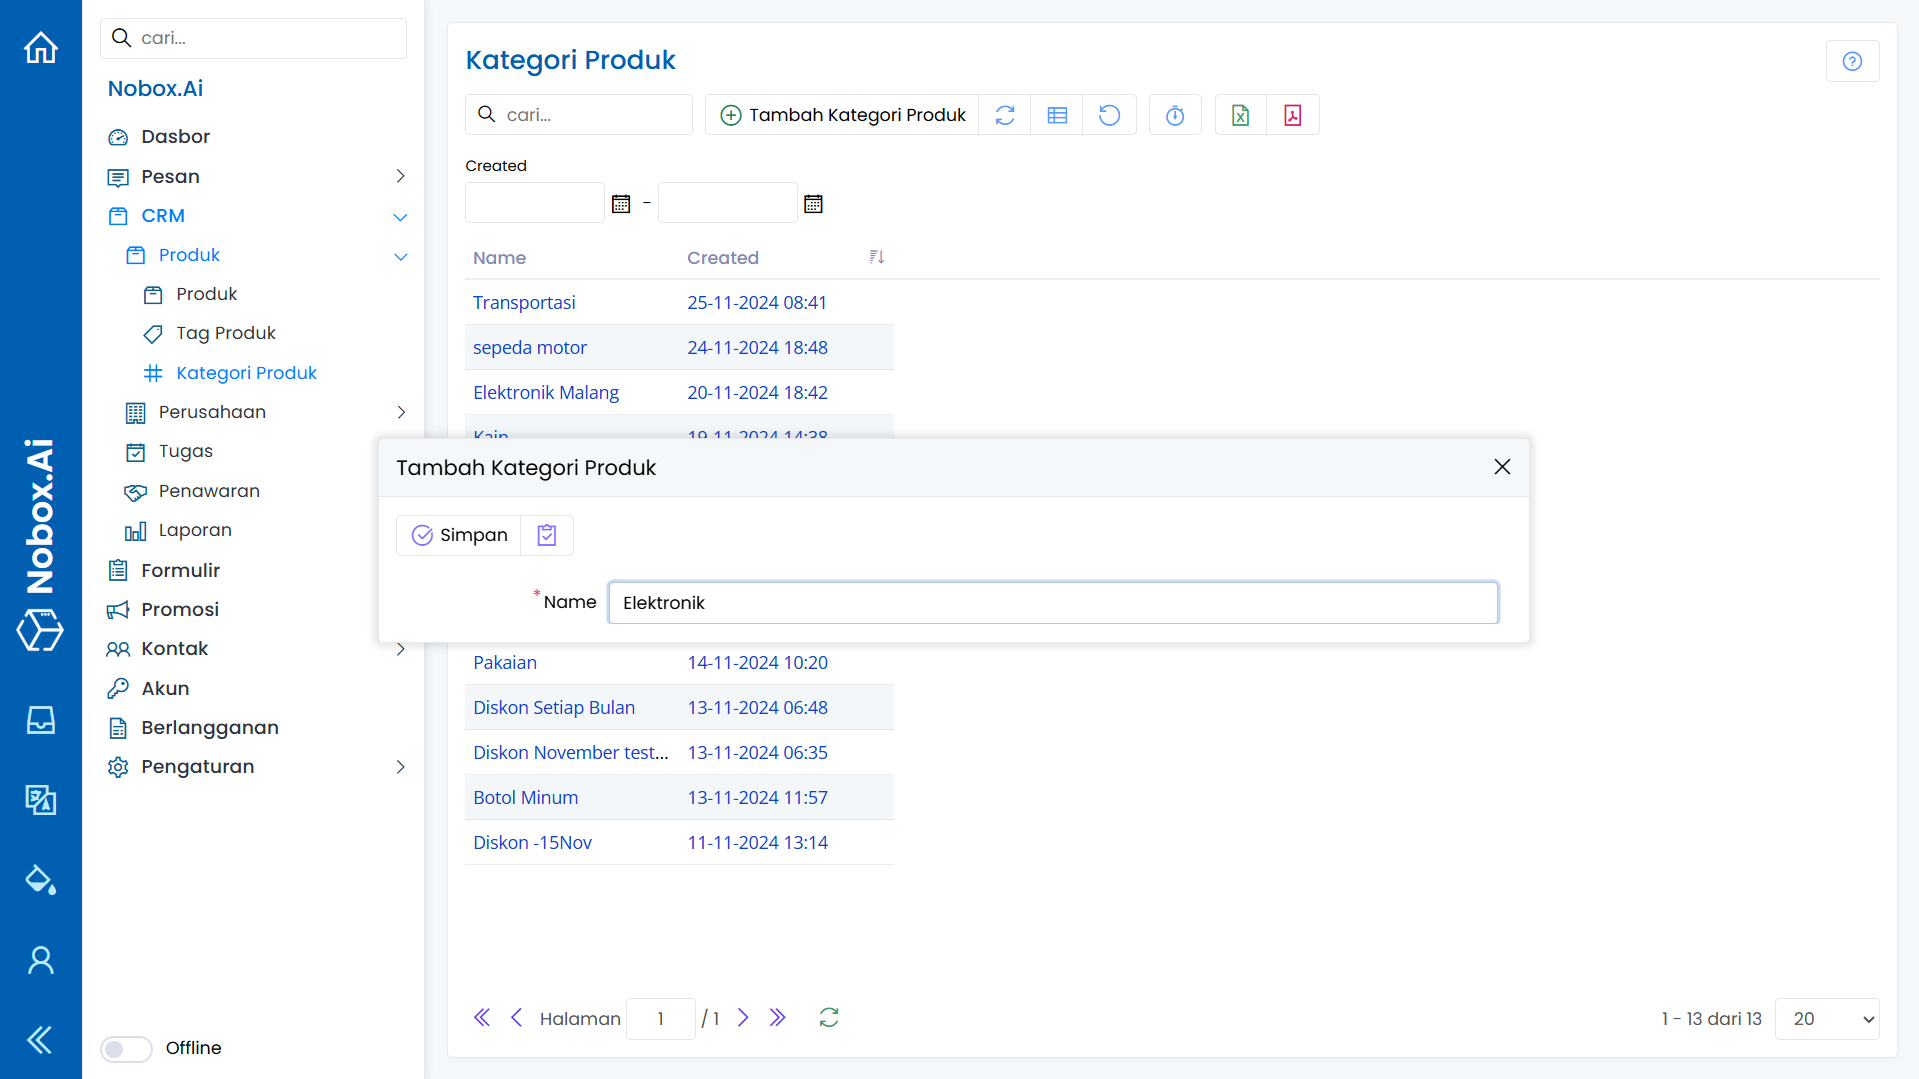 cari...
Nobox.Ai
Dasbor
Pesan
CRM
Produk
Produk
Tag Produk
Kategori Produk
Perusahaan
Tugas
Penawaran
Laporan
Formulir
Promosi
Kontak
Akun
Berlangganan
Pengaturan
Offline
Nobox.Ai
Kategori Produk
cari...
Tambah Kategori Produk
Created
-
Name Created
Transportasi 25-11-2024 08:41
sepeda motor 24-11-2024 18:48
Elektronik Malang 20-11-2024 18:42
Kain 19-11-2024 14:38
Tambah Kategori Produk
Simpan
*Name Elektronik
Pakaian 14-11-2024 10:20
Diskon Setiap Bulan 13-11-2024 06:48
Diskon November test... 13-11-2024 06:35
Botol Minum 13-11-2024 11:57
Diskon -15Nov 11-11-2024 13:14
Halaman 1 / 1
1 - 13 dari 13 20